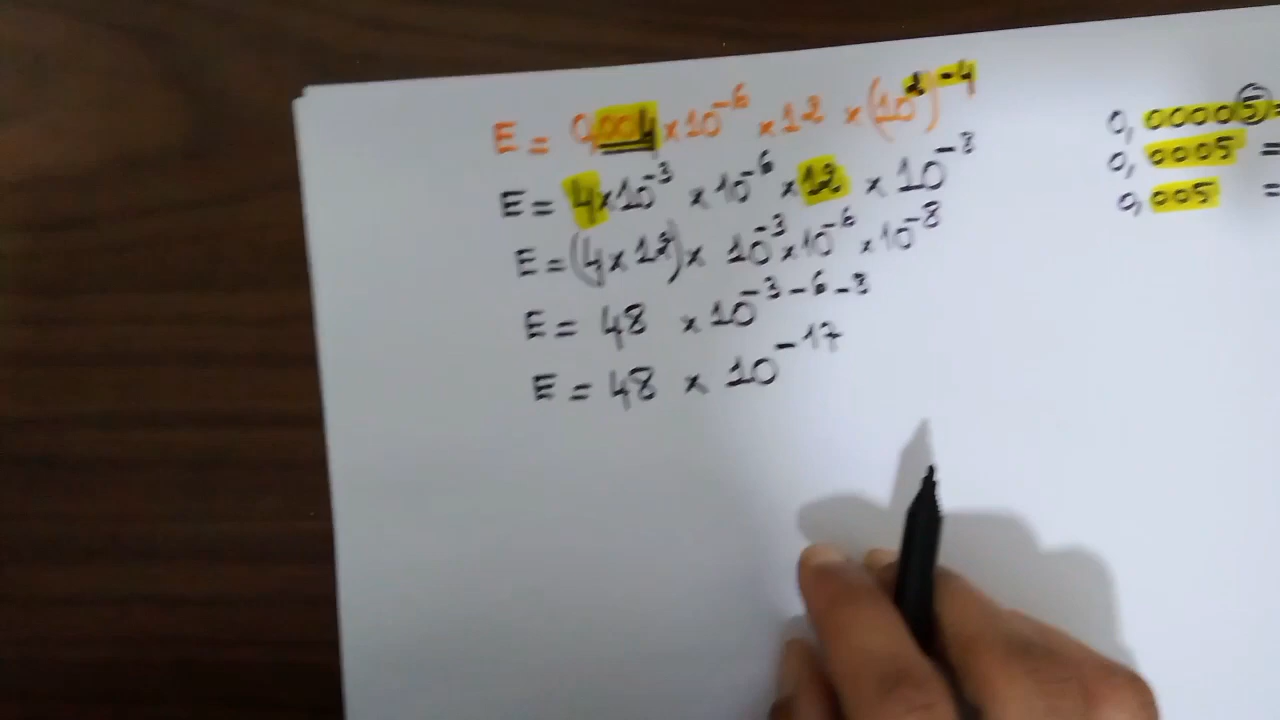 E = 0,004 × 10⁻⁶ × 12 × (10²)⁻⁴
E = 4 × 10⁻³ × 10⁻⁶ × 12 × 10⁻⁸
E = (4 × 12) × 10⁻³ × 10⁻⁶ × 10⁻⁸
E = 48 × 10⁻³⁻⁶⁻⁸
E = 48 × 10⁻¹⁷
0,00005 =
0,0005 =
0,005 =